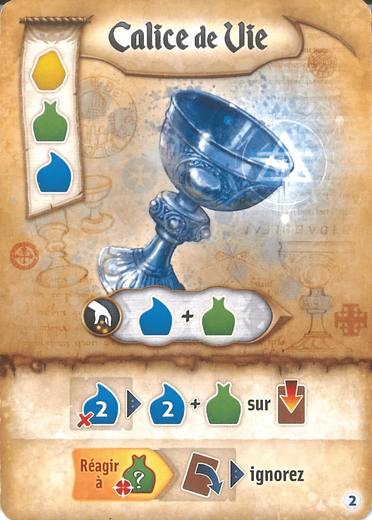 Calice de Vie
+
2 2 + sur
Réagir
à ? ignorez
2